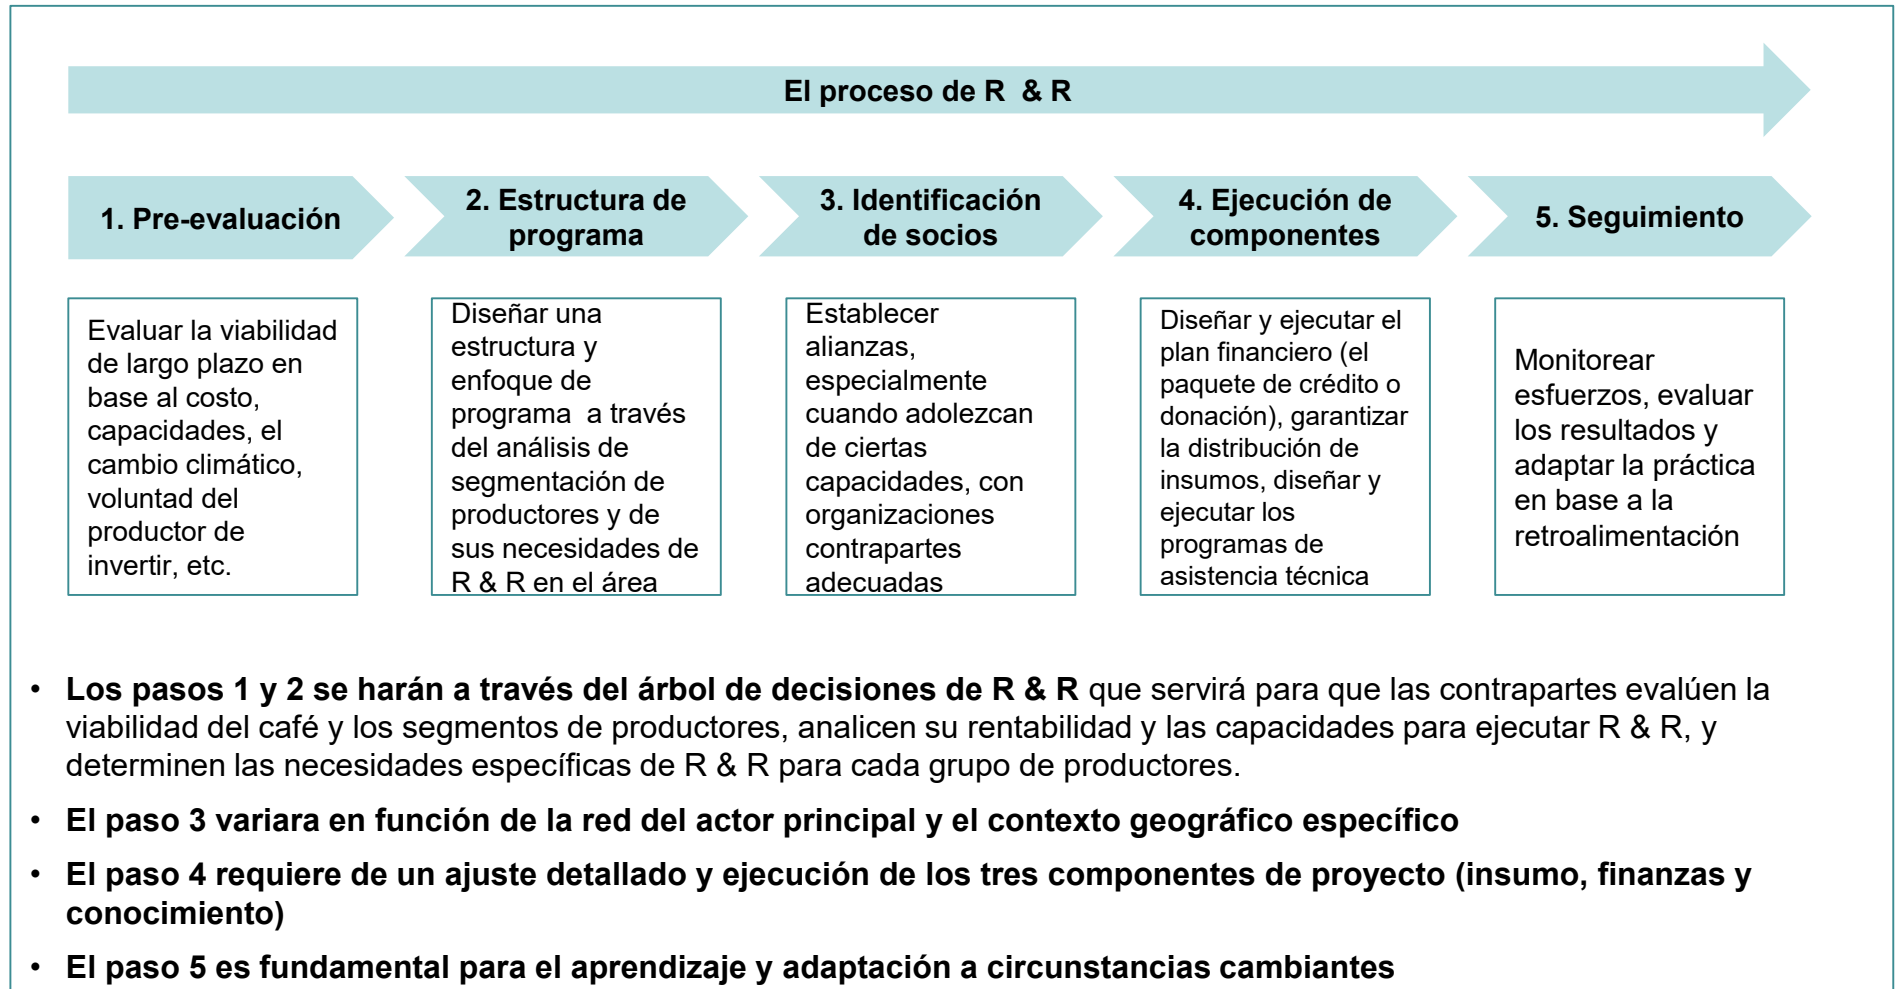 El proceso de R & R
1. Pre-evaluación
2. Estructura de
programa
3. Identificación
de socios
4. Ejecución de
componentes
5. Seguimiento
Evaluar la viabilidad
de largo plazo en
base al costo,
capacidades, el
cambio climático,
voluntad del
productor de
invertir, etc.
Diseñar una
estructura y
enfoque de
programa a través
del análisis de
segmentación de
productores y de
sus necesidades de
R & R en el área
Establecer
alianzas,
especialmente
cuando adolezcan
de ciertas
capacidades, con
organizaciones
contrapartes
adecuadas
Diseñar y ejecutar el
plan financiero (el
paquete de crédito o
donación), garantizar
la distribución de
insumos, diseñar y
ejecutar los
programas de
asistencia técnica
Monitorear
esfuerzos, evaluar
los resultados y
adaptar la práctica
en base a la
retroalimentación
• Los pasos 1 y 2 se harán a través del árbol de decisiones de R & R que servirá para que las contrapartes evalúen la
viabilidad del café y los segmentos de productores, analicen su rentabilidad y las capacidades para ejecutar R & R, y
determinen las necesidades específicas de R & R para cada grupo de productores.
• El paso 3 variara en función de la red del actor principal y el contexto geográfico específico
• El paso 4 requiere de un ajuste detallado y ejecución de los tres componentes de proyecto (insumo, finanzas y
conocimiento)
• El paso 5 es fundamental para el aprendizaje y adaptación a circunstancias cambiantes